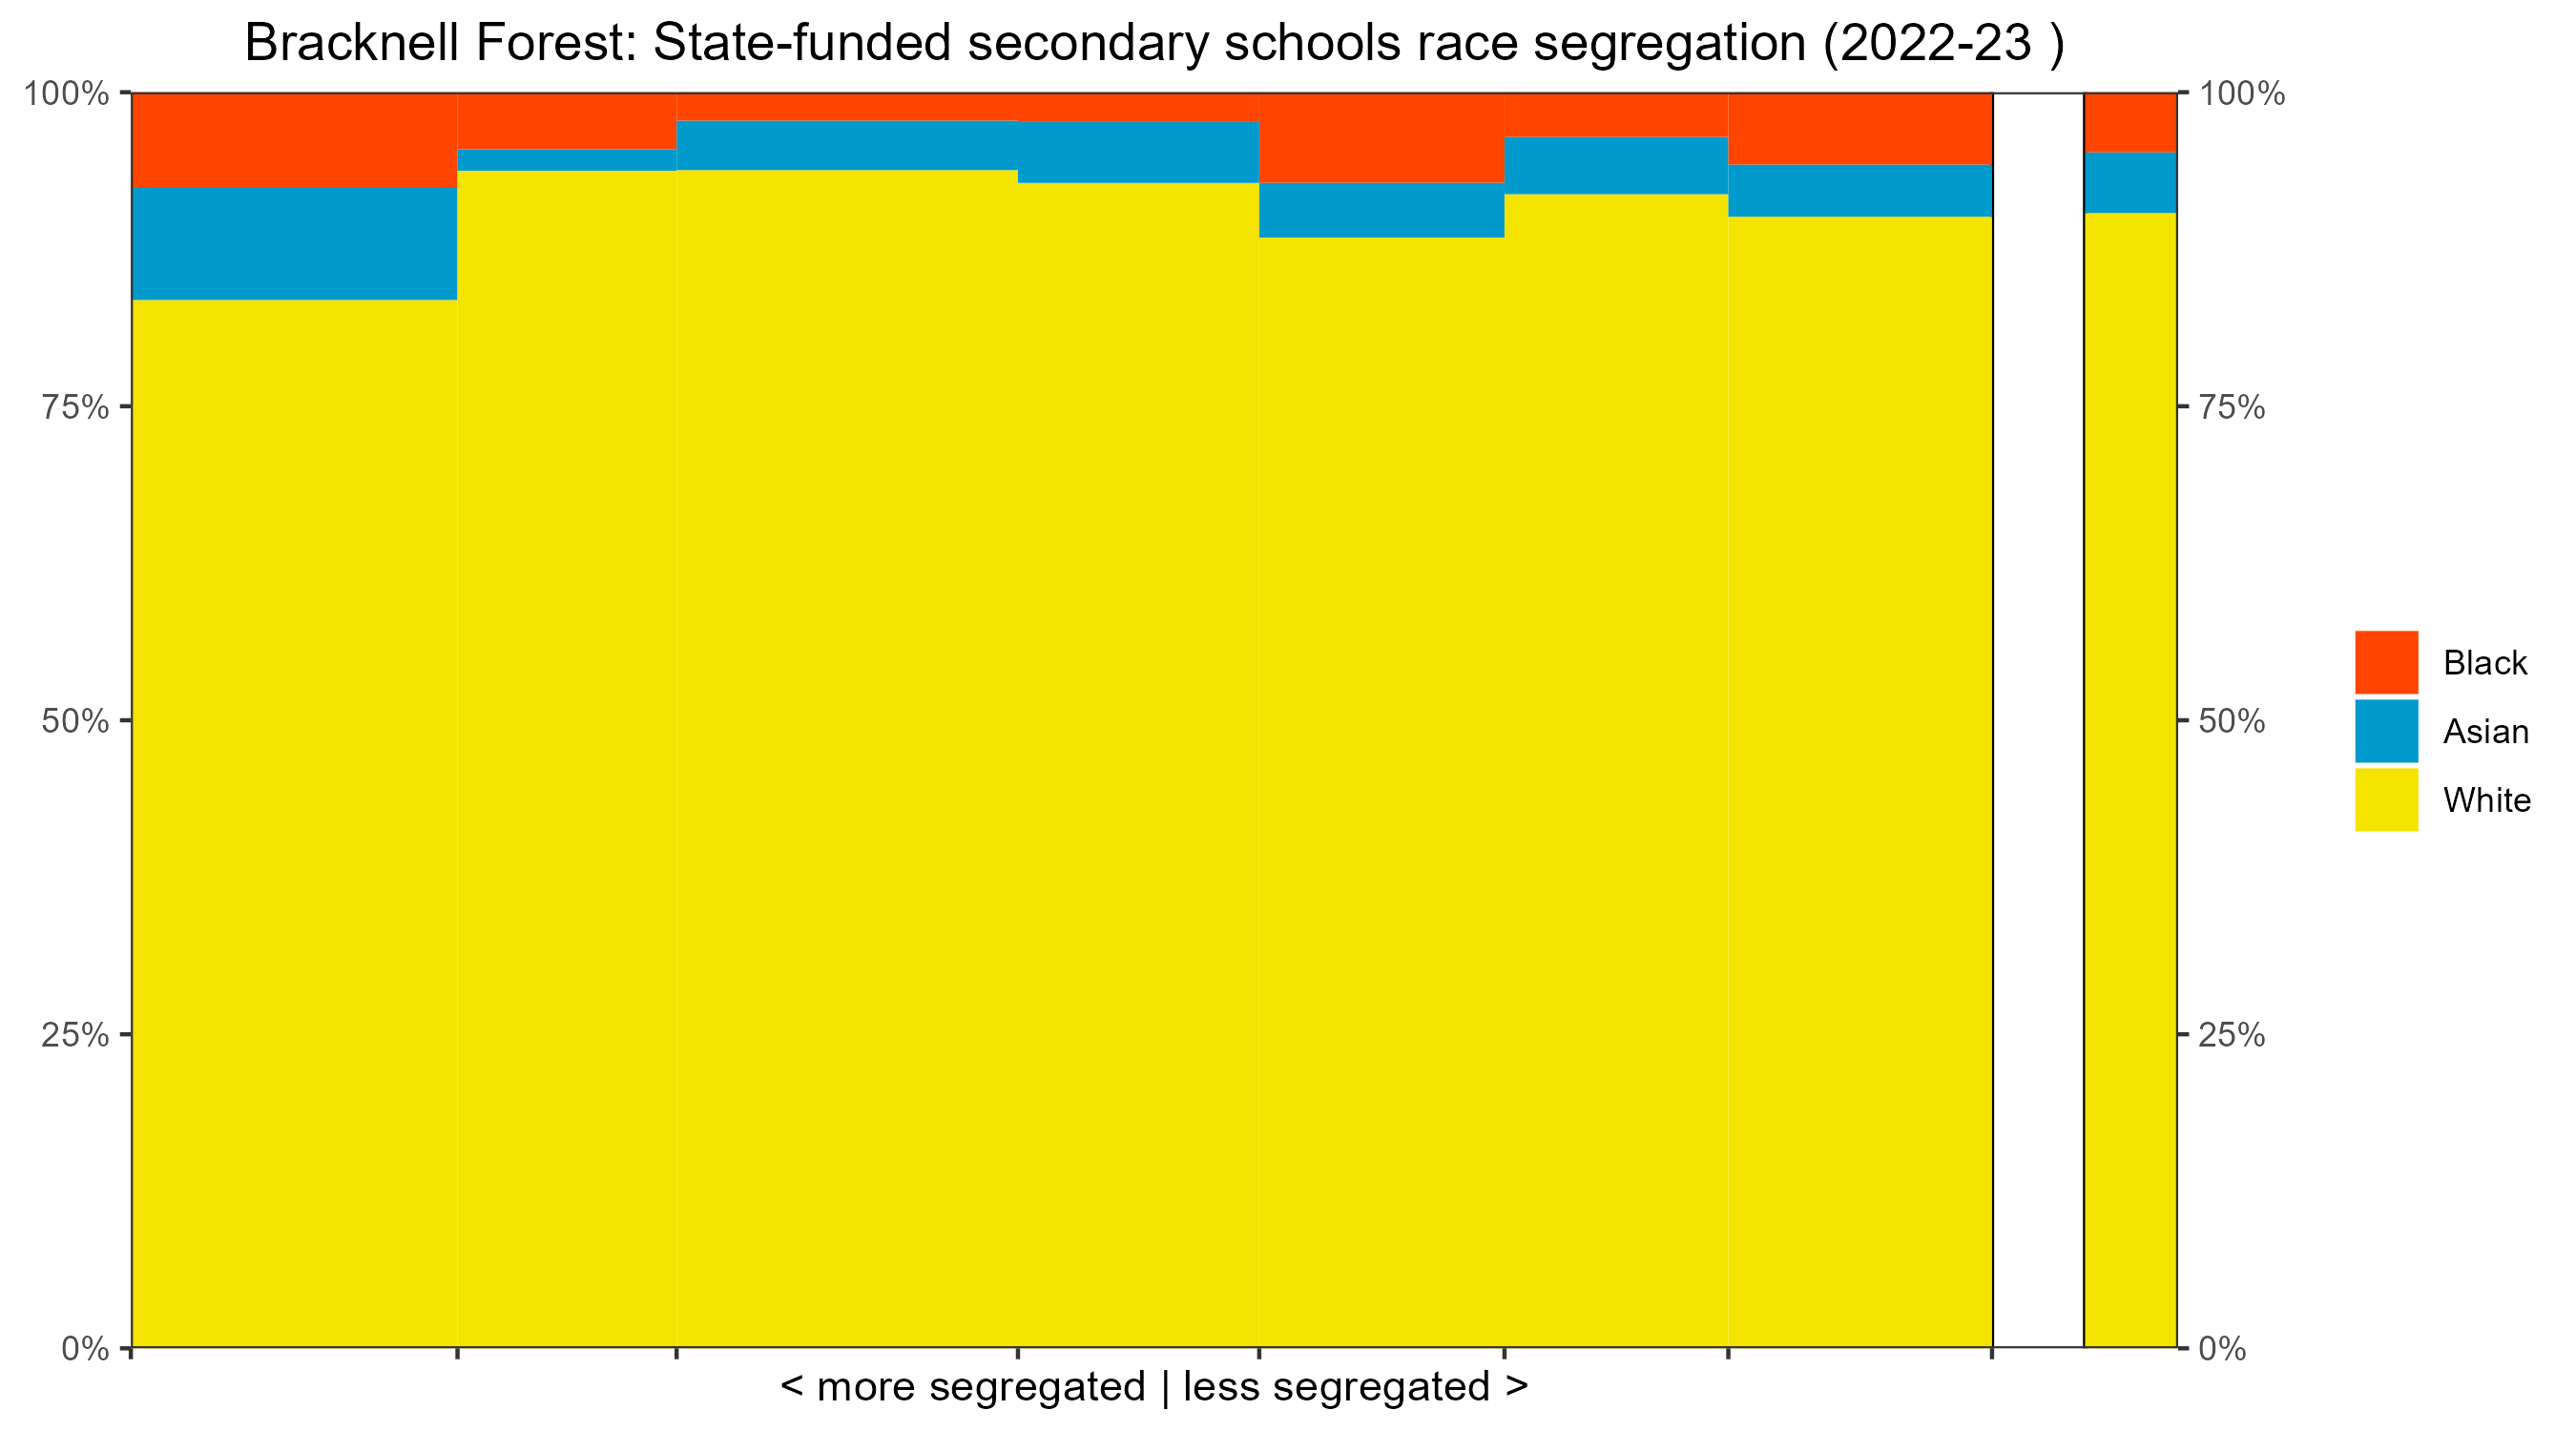 Bracknell Forest: State-funded secondary schools race segregation (2022-23 )
100%
75%
50%
25%
0%
100%
75%
50%
25%
0%
Black
Asian
White
< more segregated | less segregated >